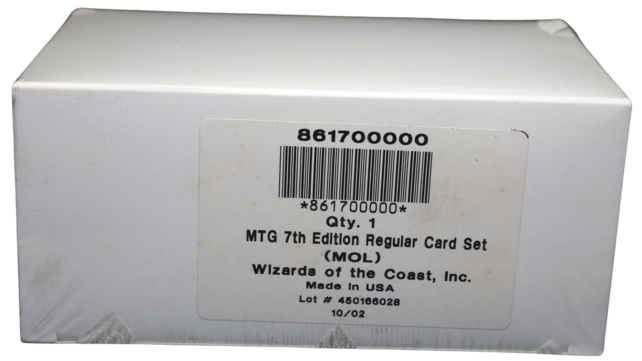 861700000
*861700000*
Qty. 1
MTG 7th Edition Regular Card Set
(MOL)
Wizards of the Coast, Inc.
Made in USA
Lot # 450166028
10/02